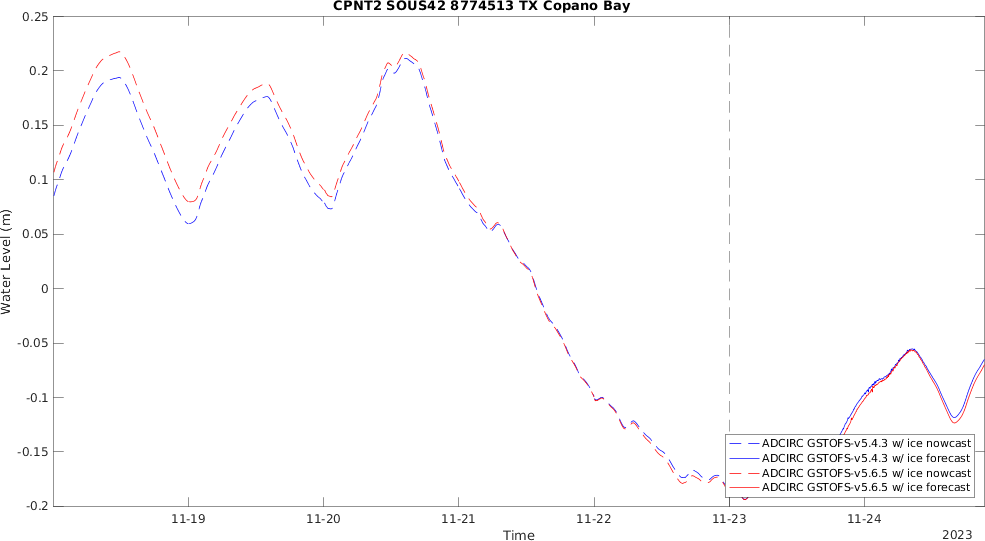 CPNT2 SOUS42 8774513 TX Copano Bay
0.25
0.2
0.15
0.1
0.05
0
-0.05
-0.1
-0.15
-0.2
Water Level (m)
ADCIRC GSTOFS-v5.4.3 w/ ice nowcast
ADCIRC GSTOFS-v5.4.3 w/ ice forecast
ADCIRC GSTOFS-v5.6.5 w/ ice nowcast
ADCIRC GSTOFS-v5.6.5 w/ ice forecast
11-19 11-20 11-21 11-22 11-23 11-24
Time
2023